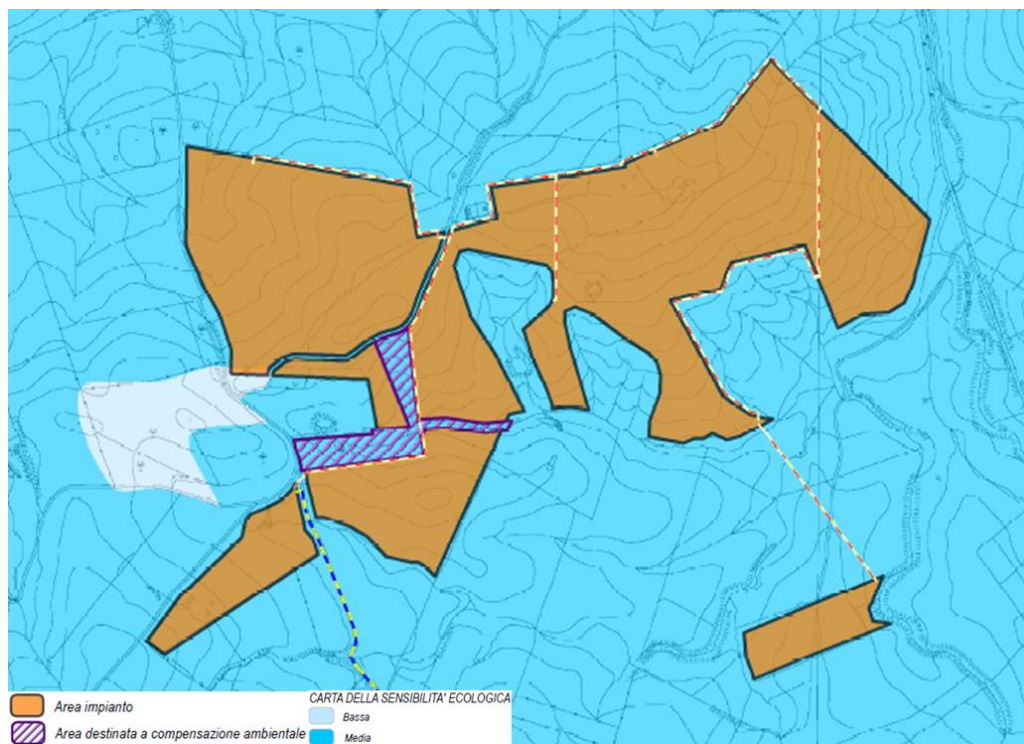 Area impianto
Area destinata a compensazione ambientale
CARTA DELLA SENSIBILITA' ECOLOGICA
Bassa
Media